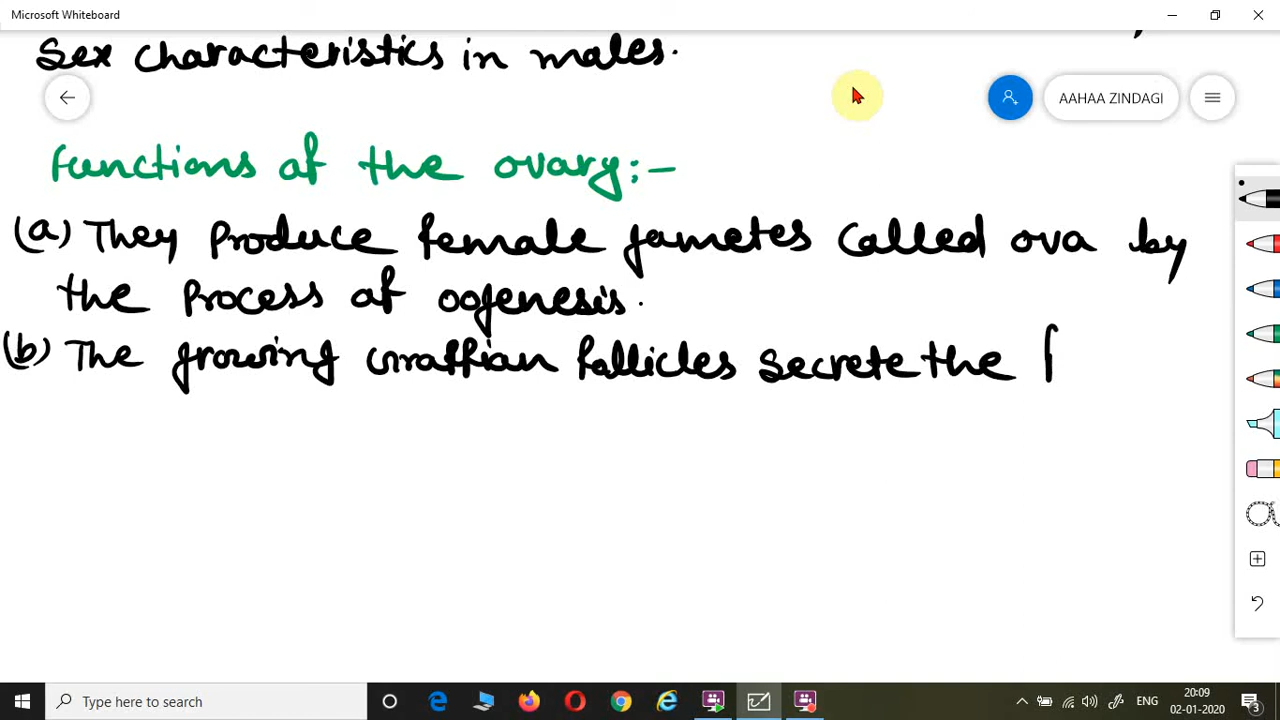 Microsoft Whiteboard
Sex characteristics in males.
AAHAA ZINDAGI
Functions of the ovary:-
(a) They produce female gametes called ova by
the process of oogenesis.
(b) The growing Graffian follicles secrete the
Type here to search
ENG
20:09
02-01-2020
3